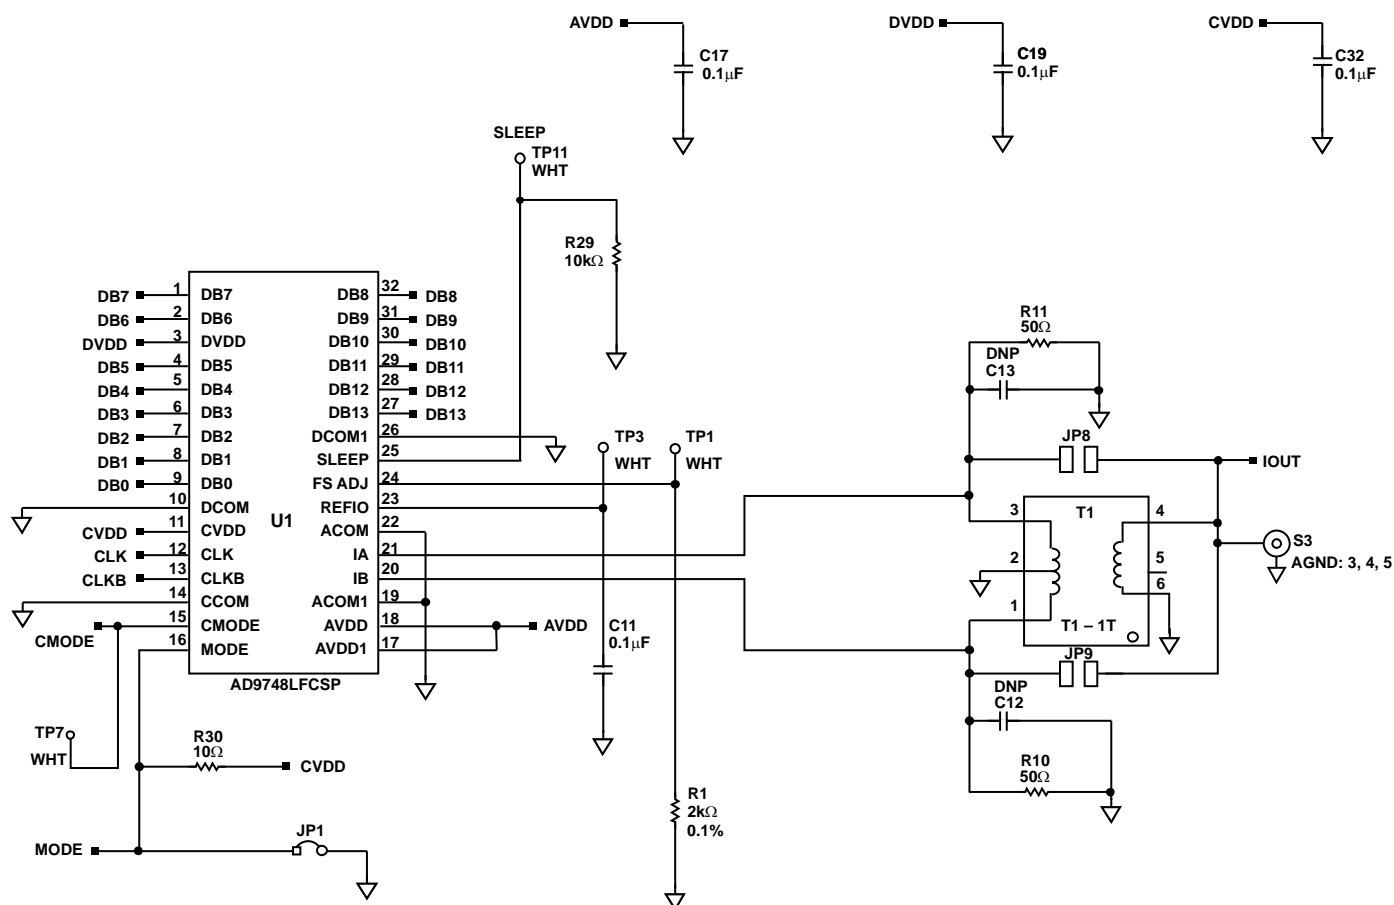 AVDD
C17
0.1μF
DVDD
C19
0.1μF
CVDD
C32
0.1μF
SLEEP
TP11
WHT
R29
10kΩ
DB7 1 DB7 DB8 32 DB8
DB6 2 DB6 DB9 31 DB9
DVDD 3 DVDD DB10 30 DB10
DB5 4 DB5 DB11 29 DB11
DB4 5 DB4 DB12 28 DB12
DB3 6 DB3 DB13 27 DB13
DB2 7 DB2 DCOM1 26
DB1 8 DB1 SLEEP 25
DB0 9 DB0 FS ADJ 24
10 DCOM REFIO 23
U1
CVDD 11 CVDD ACOM 22
CLK 12 CLK IA 21
CLKB 13 CLKB IB 20
14 CCOM ACOM1 19
CMODE 15 CMODE AVDD 18 AVDD
16 MODE AVDD1 17
AD9748LFCSP
TP3
WHT
TP1
WHT
C11
0.1μF
R1
2kΩ
0.1%
TP7
WHT
R30
10Ω
CVDD
MODE
JP1
R11
50Ω
DNP
C13
JP8
IOUT
3
T1
4
2
5
6
1
T1 – 1T
S3
AGND: 3, 4, 5
JP9
DNP
C12
R10
50Ω